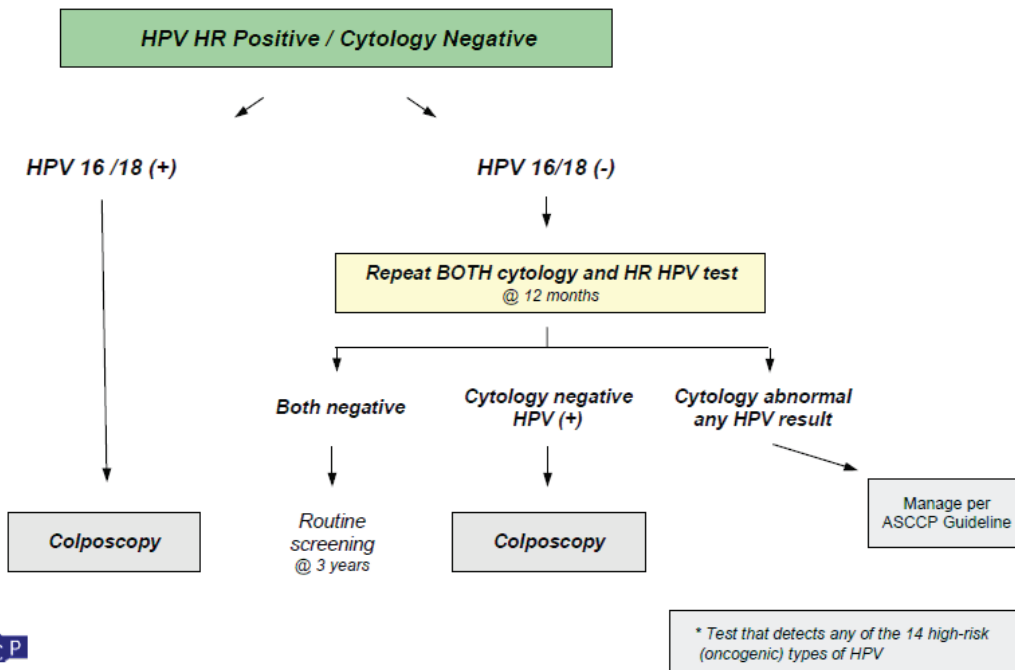 HPV HR Positive / Cytology Negative
HPV 16 /18 (+)
HPV 16/18 (-)
Repeat BOTH cytology and HR HPV test
@ 12 months
Both negative
Cytology negative
HPV (+)
Cytology abnormal
any HPV result
Colposcopy
Routine
screening
@ 3 years
Colposcopy
Manage per
ASCCP Guideline
P
* Test that detects any of the 14 high-risk
(oncogenic) types of HPV